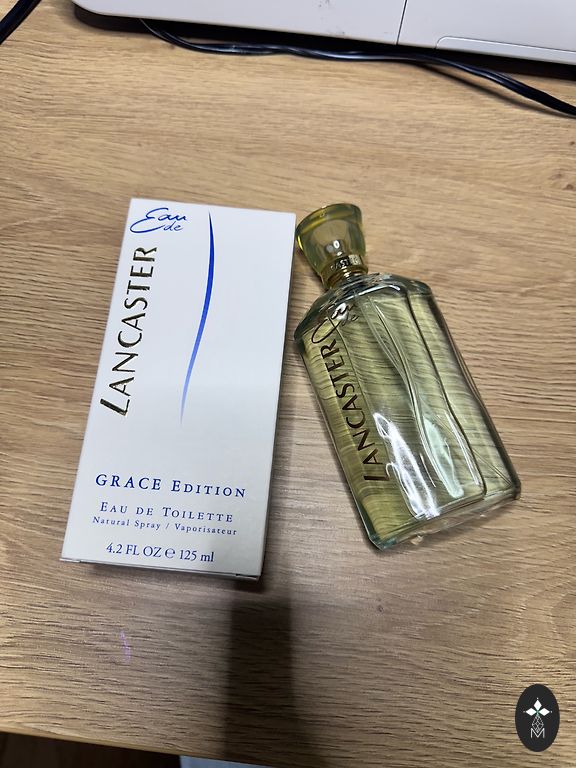 Eau
de
LANCASTER
GRACE EDITION
EAU DE TOILETTE
Natural Spray / Vaporisateur
4.2 FL OZ ℮ 125 ml
LANCASTER
M